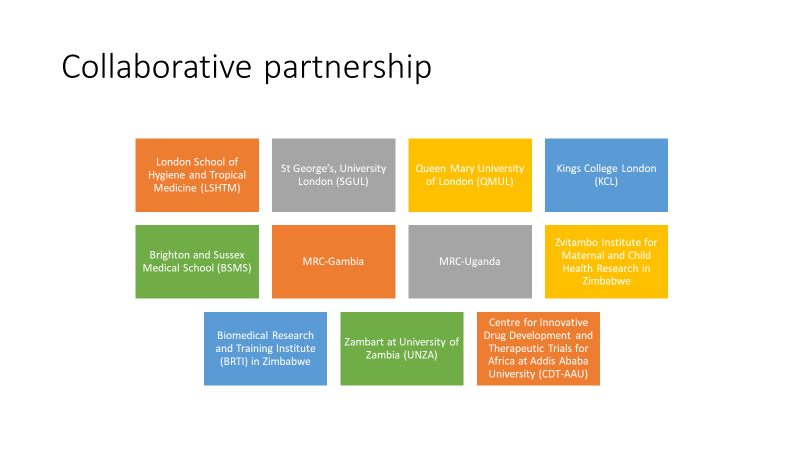 Collaborative partnership
London School of
Hygiene and Tropical
Medicine (LSHTM)
St George's, University
London (SGUL)
Queen Mary University
of London (QMUL)
Kings College London
(KCL)
Brighton and Sussex
Medical School (BSMS)
MRC-Gambia
MRC-Uganda
Zvitambo Institute for
Maternal and Child
Health Research in
Zimbabwe
Biomedical Research
and Training Institute
(BRTI) in Zimbabwe
Zambart at University of
Zambia (UNZA)
Centre for Innovative
Drug Development and
Therapeutic Trials for
Africa at Addis Ababa
University (CDT-AAU)